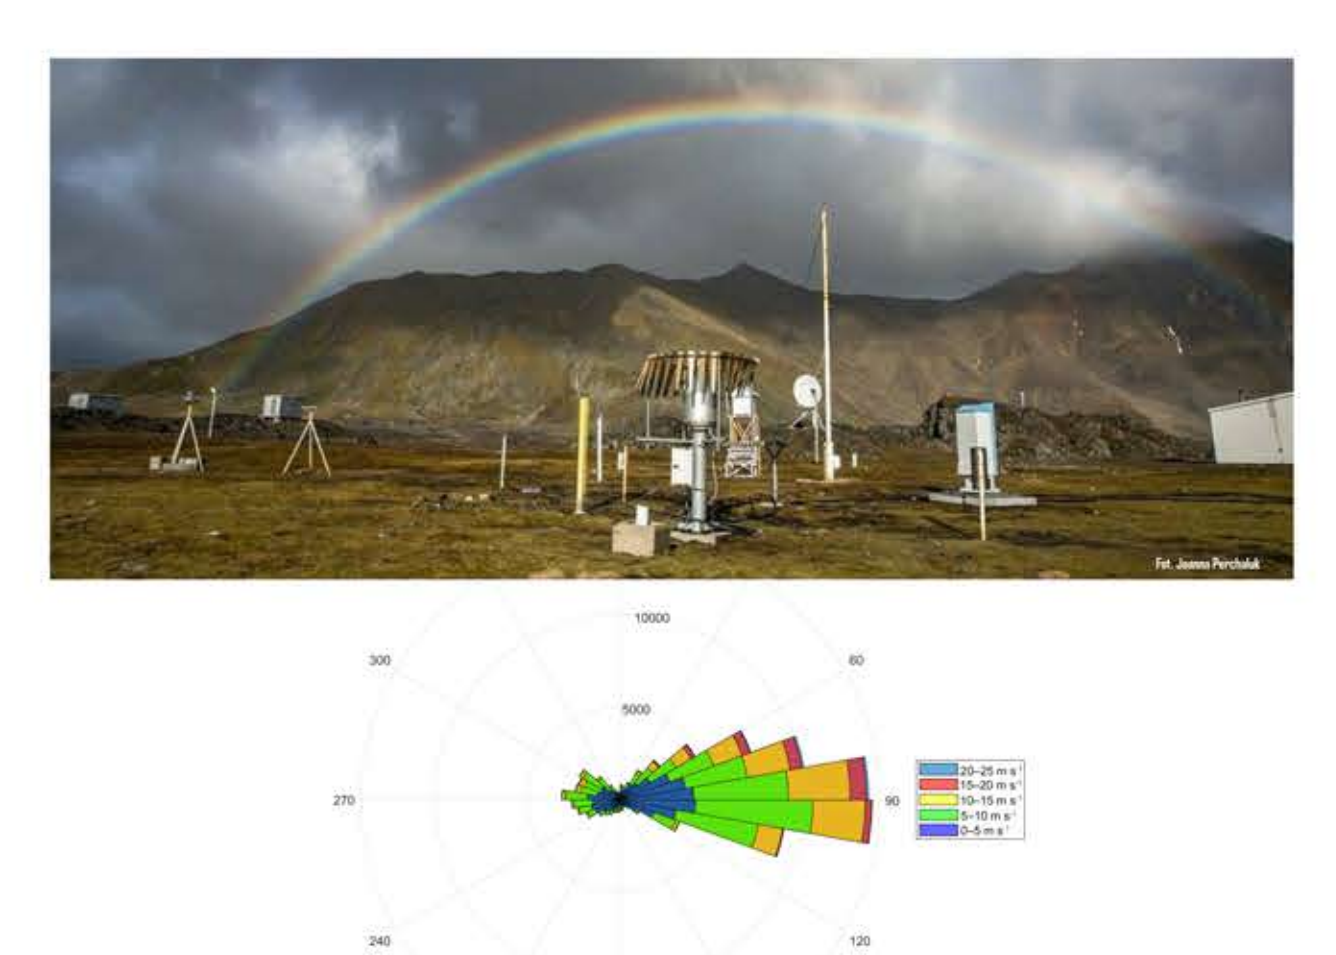 Fot. Joanna Perchaluk
10000
300
60
5000
270
90
20–25 m s⁻¹
15–20 m s⁻¹
10–15 m s⁻¹
5–10 m s⁻¹
0–5 m s⁻¹
240
120